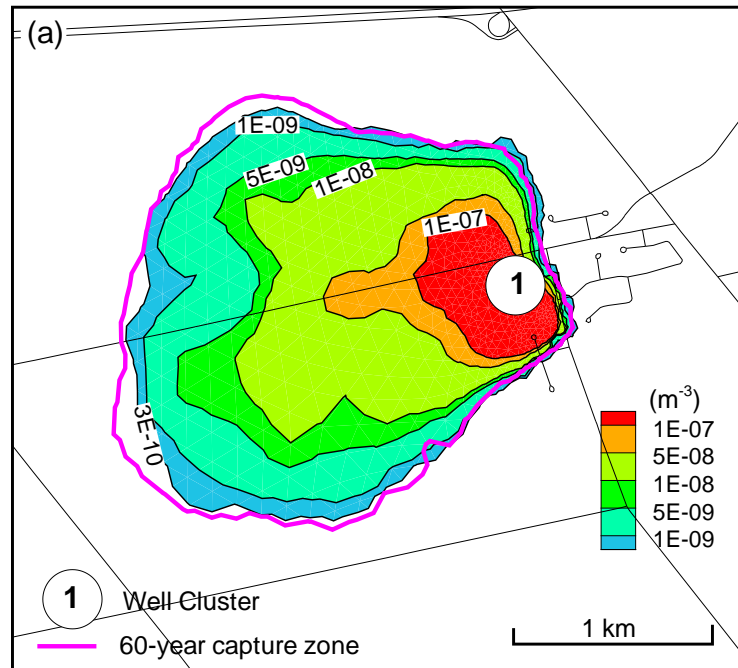 (a)
1E-09
5E-09
1E-08
1E-07
1
3E-10
(m-3)
1E-07
5E-08
1E-08
5E-09
1E-09
1 Well Cluster
60-year capture zone
1 km